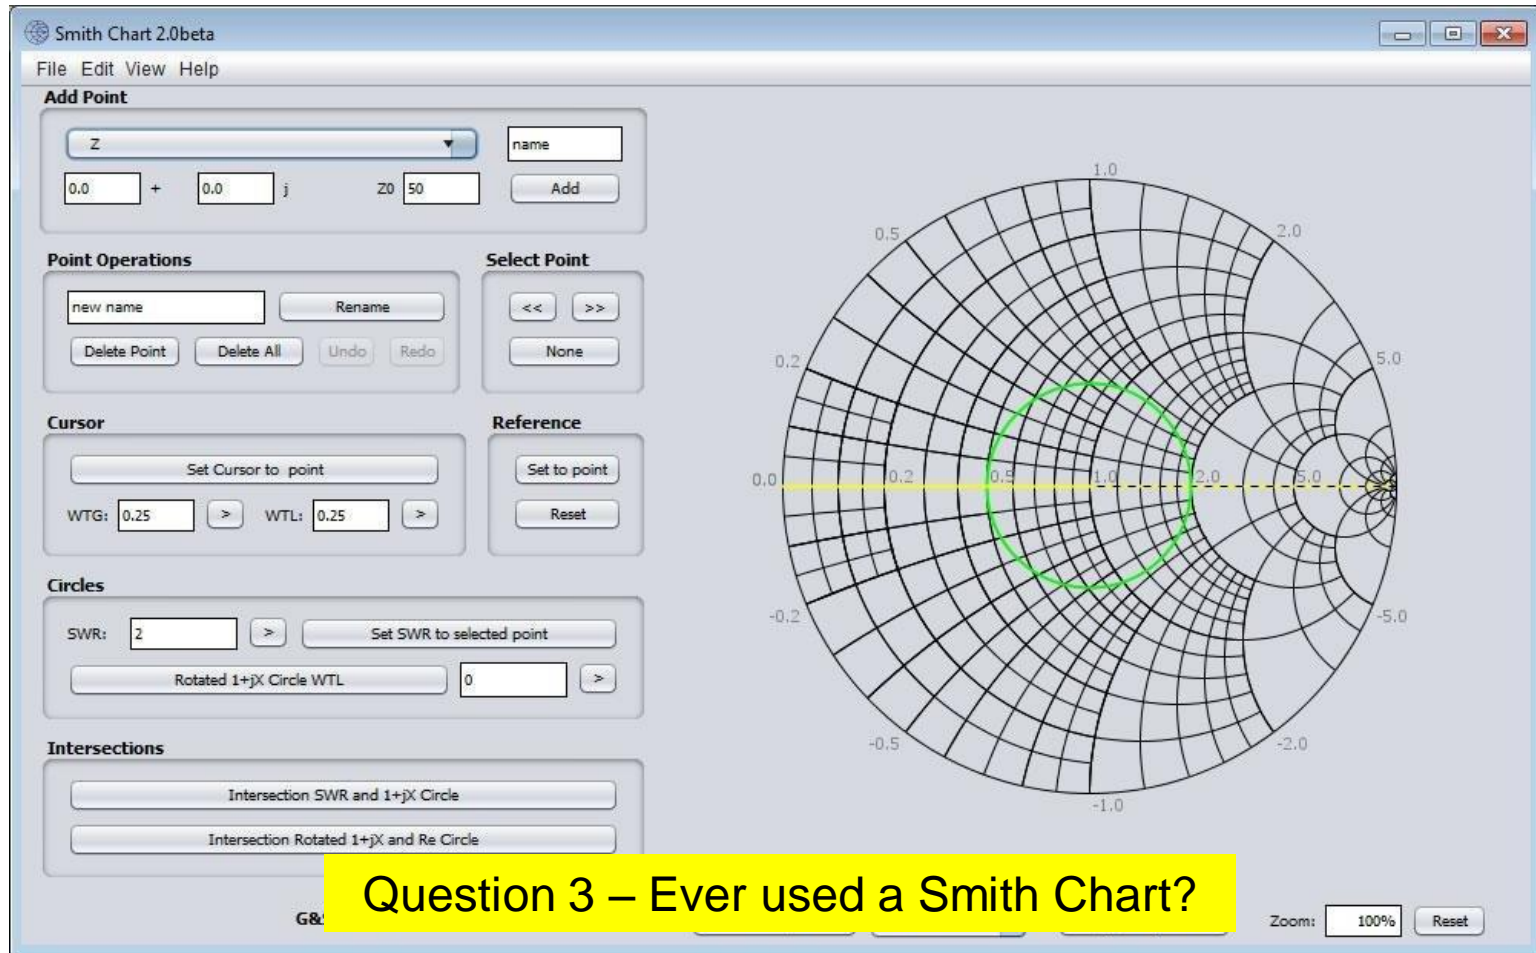 Smith Chart 2.0beta
File Edit View Help
Add Point
Z
name
0.0 + 0.0 j Z0 50 Add
Point Operations
Select Point
new name Rename << >>
Delete Point Delete All Undo Redo None
Cursor
Reference
Set Cursor to point Set to point
WTG: 0.25 > WTL: 0.25 > Reset
Circles
SWR: 2 > Set SWR to selected point
Rotated 1+jX Circle WTL 0 >
Intersections
Intersection SWR and 1+jX Circle
Intersection Rotated 1+jX and Re Circle
1.0
0.5 2.0
0.2 5.0
0.0 0.2 0.5 1.0 2.0 5.0
-0.2 -5.0
-0.5 -2.0
-1.0
Question 3 – Ever used a Smith Chart?
Zoom: 100% Reset